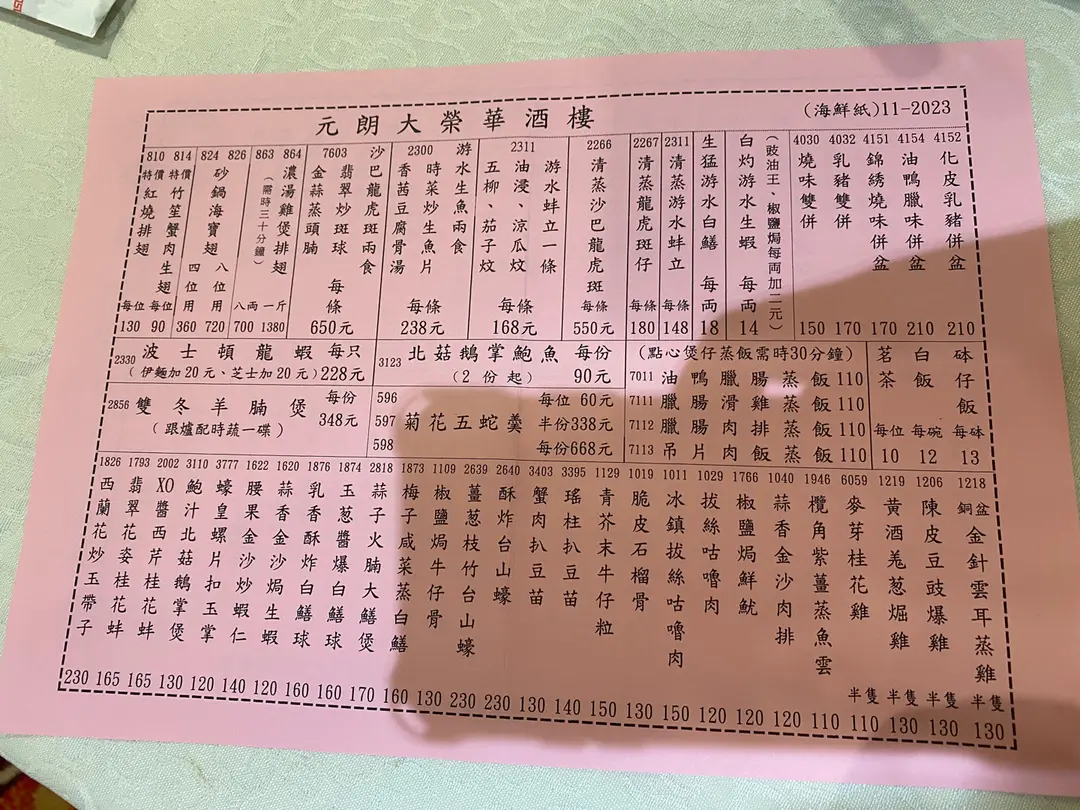 元朗大榮華酒樓
(海鮮紙)11-2023
810 特價 紅燒排翅 每位 130
814 特價 竹笙蟹肉生翅 每位 90
824 砂鍋海寶翅 四位用 360
826 八位用 720
863 (需時三十分鐘) 八両 700
864 濃湯雞煲排翅 一斤 1380
7603 沙巴龍虎斑兩食
翡翠炒斑球
金蒜蒸頭腩
每條
650元
2300 游水生魚兩食
時菜炒生魚片
香茜豆腐骨湯
每條
238元
2311 游水蚌立一條
油浸、涼瓜炆
五柳、茄子炆
每條
168元
2266 清蒸沙巴龍虎斑 每條 550元
2267 清蒸龍虎斑仔 每條 180
2311 清蒸游水蚌立 每條 148
生猛游水白鱔 每両 18
白灼游水生蝦 每両 14
(豉油王、椒鹽焗每両加二元)
4030 燒味雙併 150
4032 乳豬雙併 170
4151 錦綉燒味併盆 170
4154 油鴨臘味併盆 210
4152 化皮乳豬併盆 210
2330 波士頓龍蝦 每只
(伊麵加20元、芝士加20元) 228元
3123 北菇鵝掌鮑魚 每份
(2份起) 90元
2856 雙冬羊腩煲 每份
(跟爐配時蔬一碟) 348元
596 每位 60元
597 菊花五蛇羹 半份338元
598 每份668元
(點心煲仔蒸飯需時30分鐘)
7011 油鴨臘腸蒸飯 110
7111 臘腸滑雞蒸飯 110
7112 臘腸肉排蒸飯 110
7113 吊片肉飯蒸飯 110
茗茶 每位 10
白飯 每碗 12
砵仔飯 每砵 13
1826 西蘭花炒玉帶子 230
1793 翡翠姿桂花蚌 165
2002 XO醬西芹桂花蚌 165
3110 鮑汁北菇鵝掌煲 130
3777 蠔皇螺片扣玉掌 120
1622 腰果金沙炒蝦仁 140
1620 蒜香金沙焗生蝦 120
1876 乳香酥炸白鱔球 160
1874 玉葱醬爆白鱔球 160
2818 蒜子火腩大鱔煲 170
1873 梅子咸菜蒸白鱔 160
1109 椒鹽焗牛仔骨 130
2639 薑葱枝竹台山蠔 230
2640 酥炸台山蠔 230
3403 蟹肉扒豆苗 140
3395 瑤柱扒豆苗 150
1129 青芥末牛仔粒 130
1019 脆皮石榴骨 130
1011 冰鎮拔絲咕嚕肉 150
1029 拔絲咕嚕肉 120
1766 椒鹽焗鮮魷 120
1040 蒜香金沙肉排 120
1946 欖角紫薑蒸魚雲 110
6059 麥芽桂花雞 半隻 110
1219 黃酒羗葱焗雞 半隻 130
1206 陳皮豆豉爆雞 半隻 130
1218 銅盆金針雲耳蒸雞 半隻 130